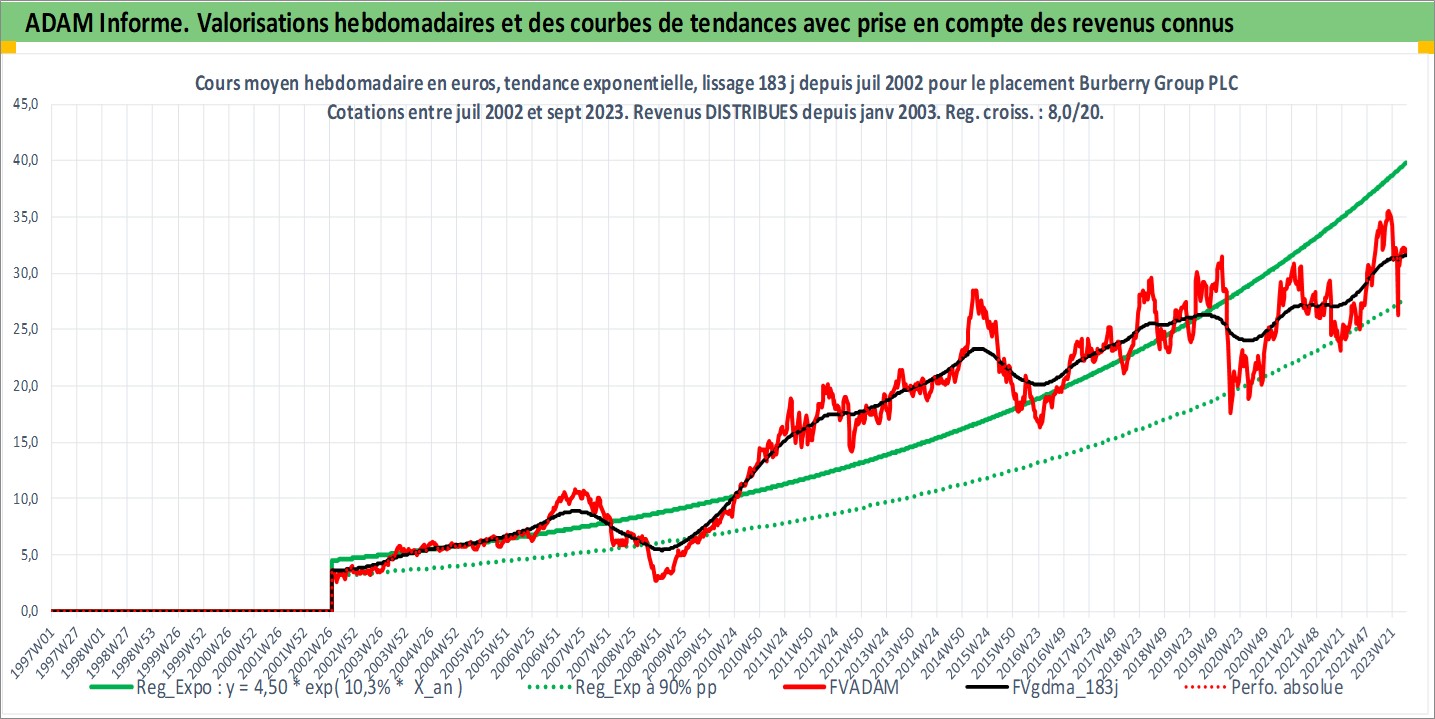 ADAM Informe. Valorisations hebdomadaires et des courbes de tendances avec prise en compte des revenus connus
Cours moyen hebdomadaire en euros, tendance exponentielle, lissage 183 j depuis juil 2002 pour le placement Burberry Group PLC
Cotations entre juil 2002 et sept 2023. Revenus DISTRIBUES depuis janv 2003. Reg. croiss. : 8,0/20.
45,0
40,0
35,0
30,0
25,0
20,0
15,0
10,0
5,0
0,0
1997W01
1997W27
1998W01
1998W27
1998W53
1999W26
1999W52
2000W26
2000W52
2001W26
2001W52
2002W26
2002W52
2003W26
2003W52
2004W26
2004W52
2005W25
2005W51
2006W25
2006W51
2007W25
2007W51
2008W25
2008W51
2009W25
2009W51
2010W24
2010W50
2011W24
2011W50
2012W24
2012W50
2013W24
2013W50
2014W24
2014W50
2015W24
2015W50
2016W23
2016W49
2017W23
2017W49
2018W23
2018W49
2019W23
2019W49
2020W23
2020W49
2021W22
2021W48
2022W21
2022W47
2023W21
Reg_Expo : y = 4,50 * exp( 10,3% * X_an )
Reg_Exp à 90% pp
FVADAM
FVgdma_183j
Perfo. absolue